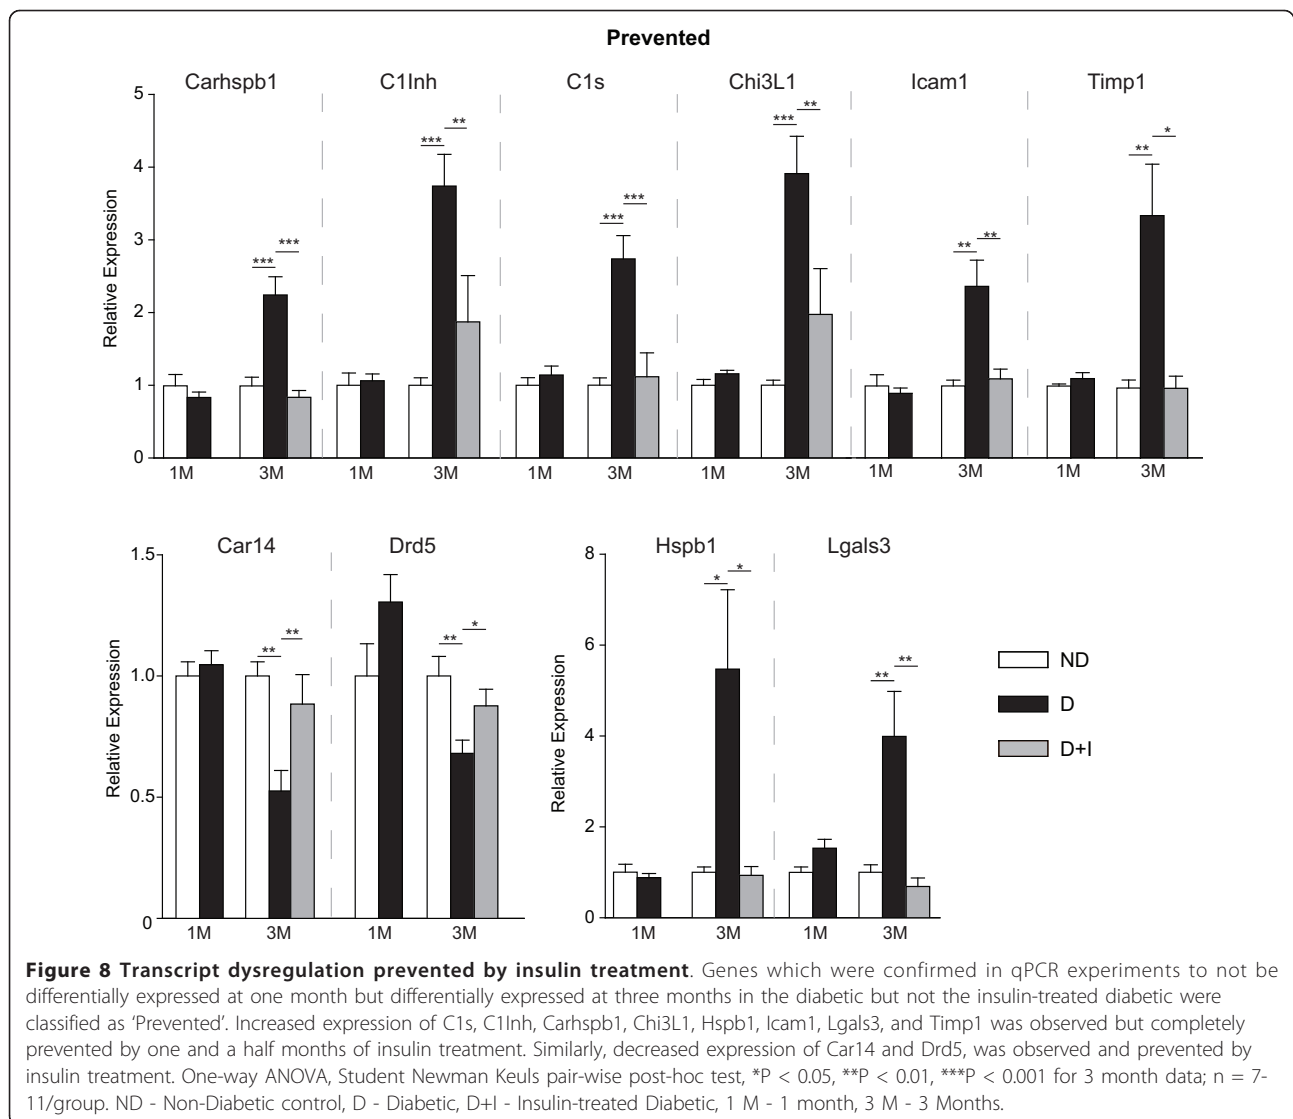 Prevented
Carhspb1 C1Inh C1s Chi3L1 Icam1 Timp1
Relative Expression
5
4
3
2
1
0
*** *** *** ** *** *** *** ** ** ** ** *
1M 3M 1M 3M 1M 3M 1M 3M 1M 3M 1M 3M
Car14 Drd5
Relative Expression
1.5
1.0
0.5
0
** ** ** *
1M 3M 1M 3M
Hspb1 Lgals3
Relative Expression
8
6
4
2
0
* * ** **
1M 3M 1M 3M
ND
D
D+I
Figure 8 Transcript dysregulation prevented by insulin treatment. Genes which were confirmed in qPCR experiments to not be
differentially expressed at one month but differentially expressed at three months in the diabetic but not the insulin-treated diabetic were
classified as 'Prevented'. Increased expression of C1s, C1Inh, Carhspb1, Chi3L1, Hspb1, Icam1, Lgals3, and Timp1 was observed but completely
prevented by one and a half months of insulin treatment. Similarly, decreased expression of Car14 and Drd5, was observed and prevented by
insulin treatment. One-way ANOVA, Student Newman Keuls pair-wise post-hoc test, *P < 0.05, **P < 0.01, ***P < 0.001 for 3 month data; n = 7-
11/group. ND - Non-Diabetic control, D - Diabetic, D+I - Insulin-treated Diabetic, 1 M - 1 month, 3 M - 3 Months.